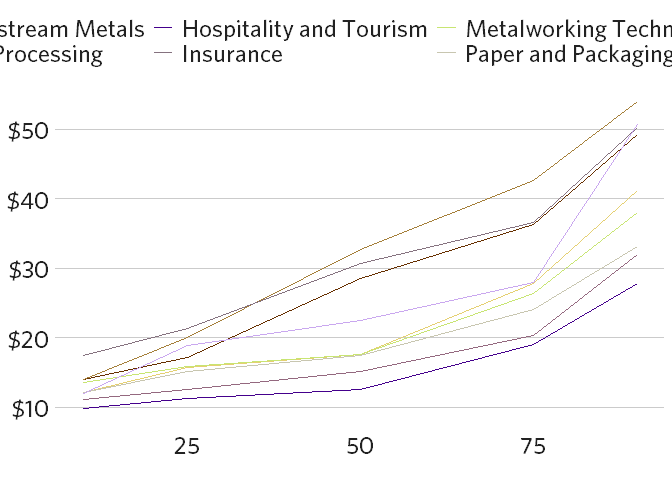 stream Metals Hospitality and Tourism Metalworking Techn
Processing Insurance Paper and Packaging
$50
$40
$30
$20
$10
25 50 75